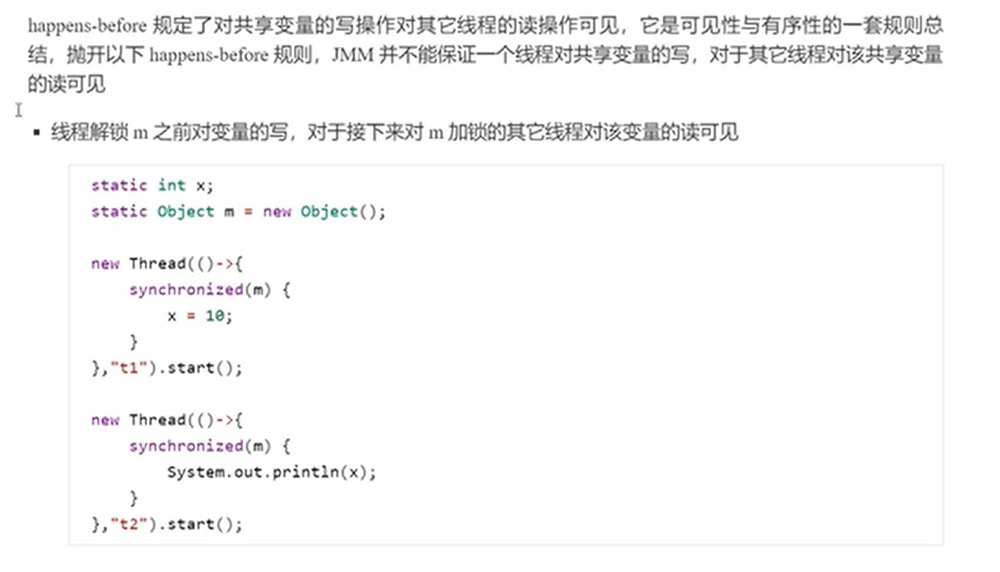 happens-before 规定了对共享变量的写操作对其它线程的读操作可见，它是可见性与有序性的一套规则总
结，抛开以下 happens-before 规则，JMM 并不能保证一个线程对共享变量的写，对于其它线程对该共享变量
的读可见
▪ 线程解锁 m 之前对变量的写，对于接下来对 m 加锁的其它线程对该变量的读可见
static int x;
static Object m = new Object();
new Thread(()->{
    synchronized(m) {
        x = 10;
    }
},"t1").start();
new Thread(()->{
    synchronized(m) {
        System.out.println(x);
    }
},"t2").start();